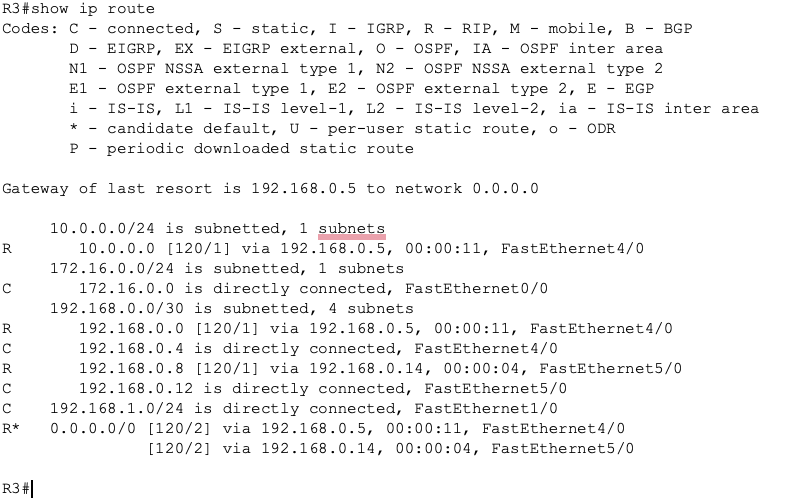 R3#show ip route
Codes: C - connected, S - static, I - IGRP, R - RIP, M - mobile, B - BGP
D - EIGRP, EX - EIGRP external, O - OSPF, IA - OSPF inter area
N1 - OSPF NSSA external type 1, N2 - OSPF NSSA external type 2
E1 - OSPF external type 1, E2 - OSPF external type 2, E - EGP
i - IS-IS, L1 - IS-IS level-1, L2 - IS-IS level-2, ia - IS-IS inter area
* - candidate default, U - per-user static route, o - ODR
P - periodic downloaded static route
Gateway of last resort is 192.168.0.5 to network 0.0.0.0
10.0.0.0/24 is subnetted, 1 subnets
R 10.0.0.0 [120/1] via 192.168.0.5, 00:00:11, FastEthernet4/0
172.16.0.0/24 is subnetted, 1 subnets
C 172.16.0.0 is directly connected, FastEthernet0/0
192.168.0.0/30 is subnetted, 4 subnets
R 192.168.0.0 [120/1] via 192.168.0.5, 00:00:11, FastEthernet4/0
C 192.168.0.4 is directly connected, FastEthernet4/0
R 192.168.0.8 [120/1] via 192.168.0.14, 00:00:04, FastEthernet5/0
C 192.168.0.12 is directly connected, FastEthernet5/0
C 192.168.1.0/24 is directly connected, FastEthernet1/0
R* 0.0.0.0/0 [120/2] via 192.168.0.5, 00:00:11, FastEthernet4/0
[120/2] via 192.168.0.14, 00:00:04, FastEthernet5/0
R3#